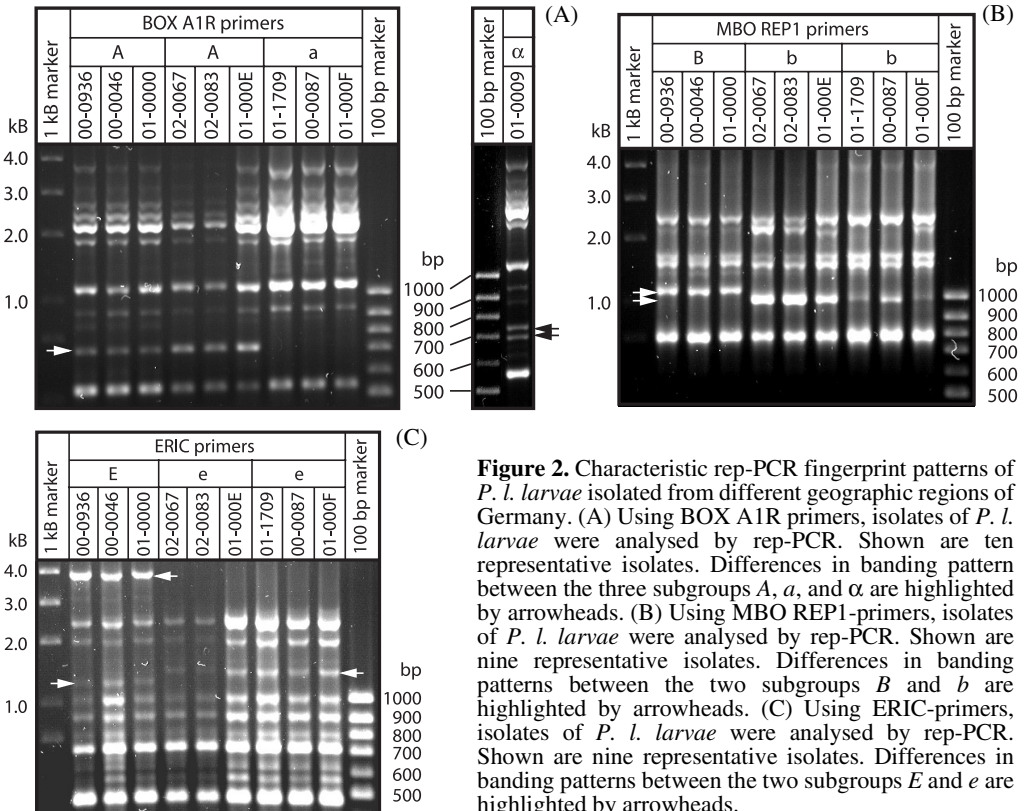 BOX A1R primers
A A a
1 kB marker 00-0936 00-0046 01-0000 02-0067 02-0083 01-000E 01-1709 00-0087 01-000F 100 bp marker
kB
4.0
3.0
2.0
1.0
(A)
α
100 bp marker 01-0009
bp
1000
900
800
700
600
500
(B)
MBO REP1 primers
B b b
1 kB marker 00-0936 00-0046 01-0000 02-0067 02-0083 01-000E 01-1709 00-0087 01-000F 100 bp marker
kB
4.0
3.0
2.0
1.0
bp
1000
900
800
700
600
500
(C)
ERIC primers
E e e
1 kB marker 00-0936 00-0046 01-0000 02-0067 02-0083 01-000E 01-1709 00-0087 01-000F 100 bp marker
kB
4.0
3.0
2.0
1.0
bp
1000
900
800
700
600
500
Figure 2. Characteristic rep-PCR fingerprint patterns of
P. l. larvae isolated from different geographic regions of
Germany. (A) Using BOX A1R primers, isolates of P. l.
larvae were analysed by rep-PCR. Shown are ten
representative isolates. Differences in banding pattern
between the three subgroups A, a, and α are highlighted
by arrowheads. (B) Using MBO REP1-primers, isolates
of P. l. larvae were analysed by rep-PCR. Shown are
nine representative isolates. Differences in banding
patterns between the two subgroups B and b are
highlighted by arrowheads. (C) Using ERIC-primers,
isolates of P. l. larvae were analysed by rep-PCR.
Shown are nine representative isolates. Differences in
banding patterns between the two subgroups E and e are
highlighted by arrowheads.